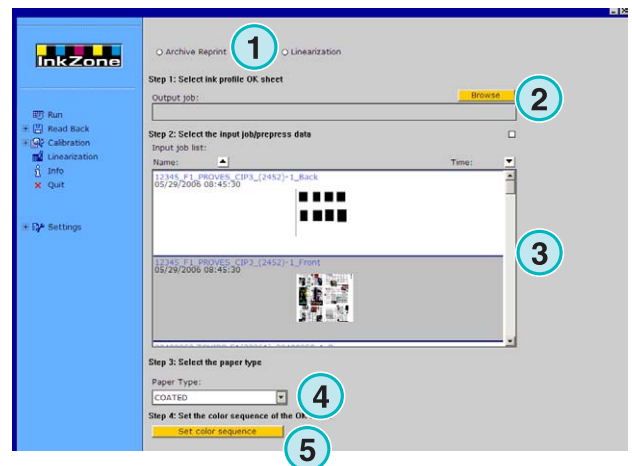 InkZone
Archive Reprint
1
Linearization
Step 1: Select ink profile OK sheet
Output job:
Browse
2
Run
Read Back
Calibration
Linearization
Info
Quit
Settings
Step 2: Select the input job/prepress data
Input job list:
Name:
Time:
12345_F1_PROVES_CIP3_(2452)-1_Back
05/29/2006 08:45:30
12345_F1_PROVES_CIP3_(2452)-1_Front
05/29/2006 08:45:30
3
Step 3: Select the paper type
Paper Type:
COATED
4
Step 4: Set the color sequence of the OK
Set color sequence
5